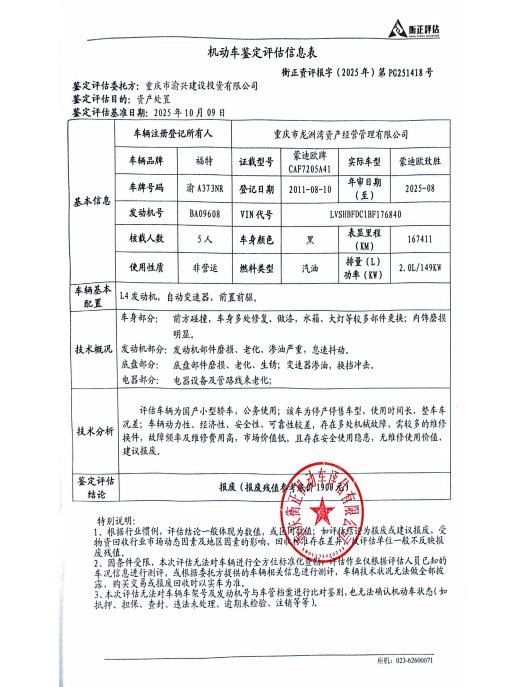 衡正评估
机动车鉴定评估信息表
衡正资评报字（2025年）第PG251418号
鉴定评估委托方：重庆市渝兴建设投资有限公司
鉴定评估目的：资产处置
鉴定评估基准日期：2025年10月09日
基本信息
车辆注册登记所有人 重庆市龙洲湾资产经营管理有限公司
车辆品牌 福特 证载型号 蒙迪欧牌CAF7205A41 实际车型 蒙迪欧致胜
车牌号码 渝A373NR 登记日期 2011-08-10 年审日期（至） 2025-08
发动机号 BA09608 VIN代号 LVSHBFDC1BF176840
核载人数 5人 车身颜色 黑 表显里程（KM） 167411
使用性质 非营运 燃料类型 汽油 排量（L）功率（KW） 2.0L/149KW
车辆基本配置 L4发动机，自动变速器，前置前驱。
技术概况
车身部分： 前方碰撞，车身多处修复、做漆，水箱、大灯等较多部件更换；内饰磨损
明显。
发动机部分：发动机部件磨损、老化、渗油严重，怠速抖动。
底盘部分： 底盘部件磨损、老化、生锈；变速器渗油，换挡冲击。
电器部分： 电器设备及管路线束老化；
技术分析
评估车辆为国产小型轿车，公务使用；该车为停产停售车型，使用时间长，整车车
况差；车辆动力性、经济性、安全性、可靠性较差，存在多处机械故障，需较多的维修
换件，故障频率及维修费用高，市场价值低，且存在安全使用隐患，无维修使用价值，
建议报废。
鉴定评估结论 报废（报废残值参考底价1900元）
特别说明：
1、根据行业惯例，评估结论一般体现为数值，或区间数值；如评估结论为报废或建议报废，受
物资回收行业市场动态因素及地区因素的影响，回收标准存在差异，故评估单位一般不反映报
废残值。
2、因条件受限，本次评估无法对车辆进行全方位标准化查勘，评估作业仅根据评估人员已知的
车况信息进行测评，或根据委托方提供的车辆相关信息进行测评，车辆技术状况无法做全部披
露，购买交易或报废回收时以实车为准。
3、本次评估无法对车辆车架号及发动机号与车管档案进行比对鉴别，也无法确认机动车状态（如
抵押、担保、查封、违法未处理、逾期未检验、注销等等）。
座机：023-62600071